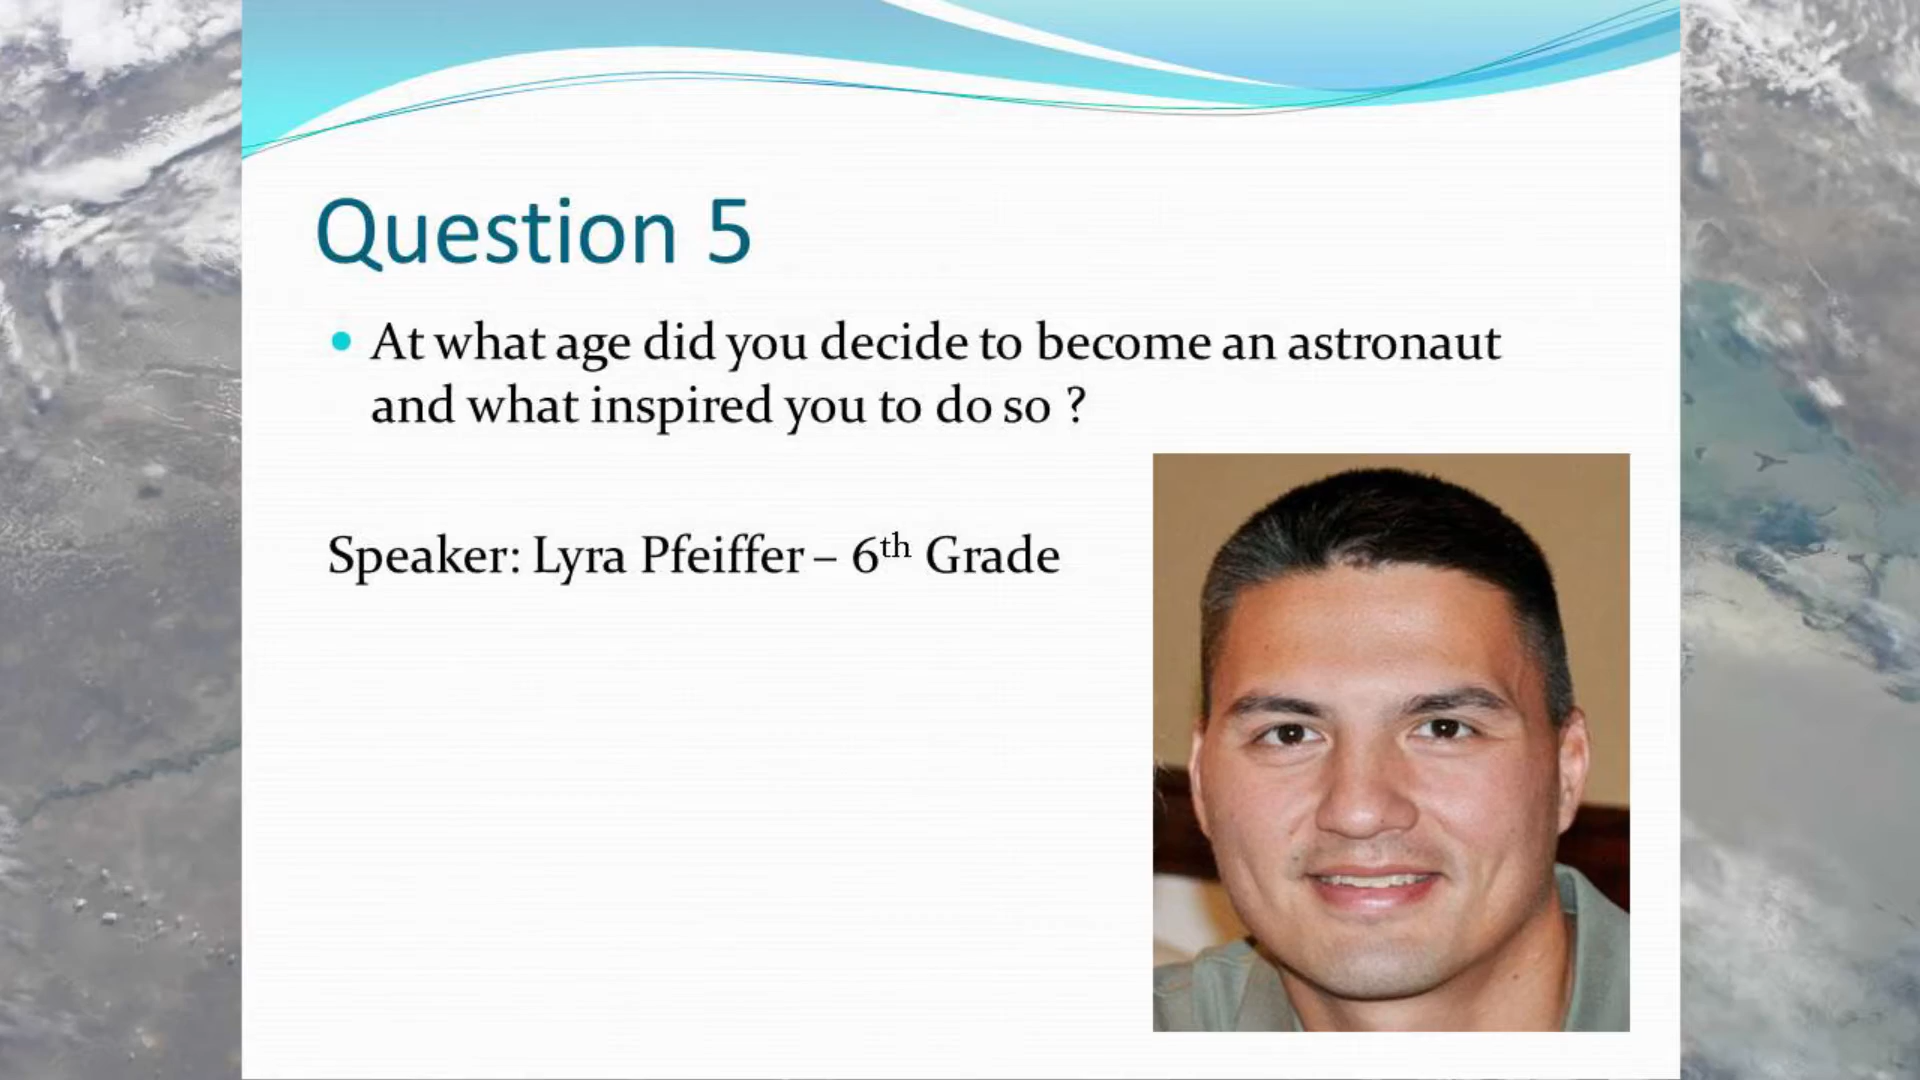 Question 5
At what age did you decide to become an astronaut
and what inspired you to do so ?
Speaker: Lyra Pfeiffer – 6th Grade